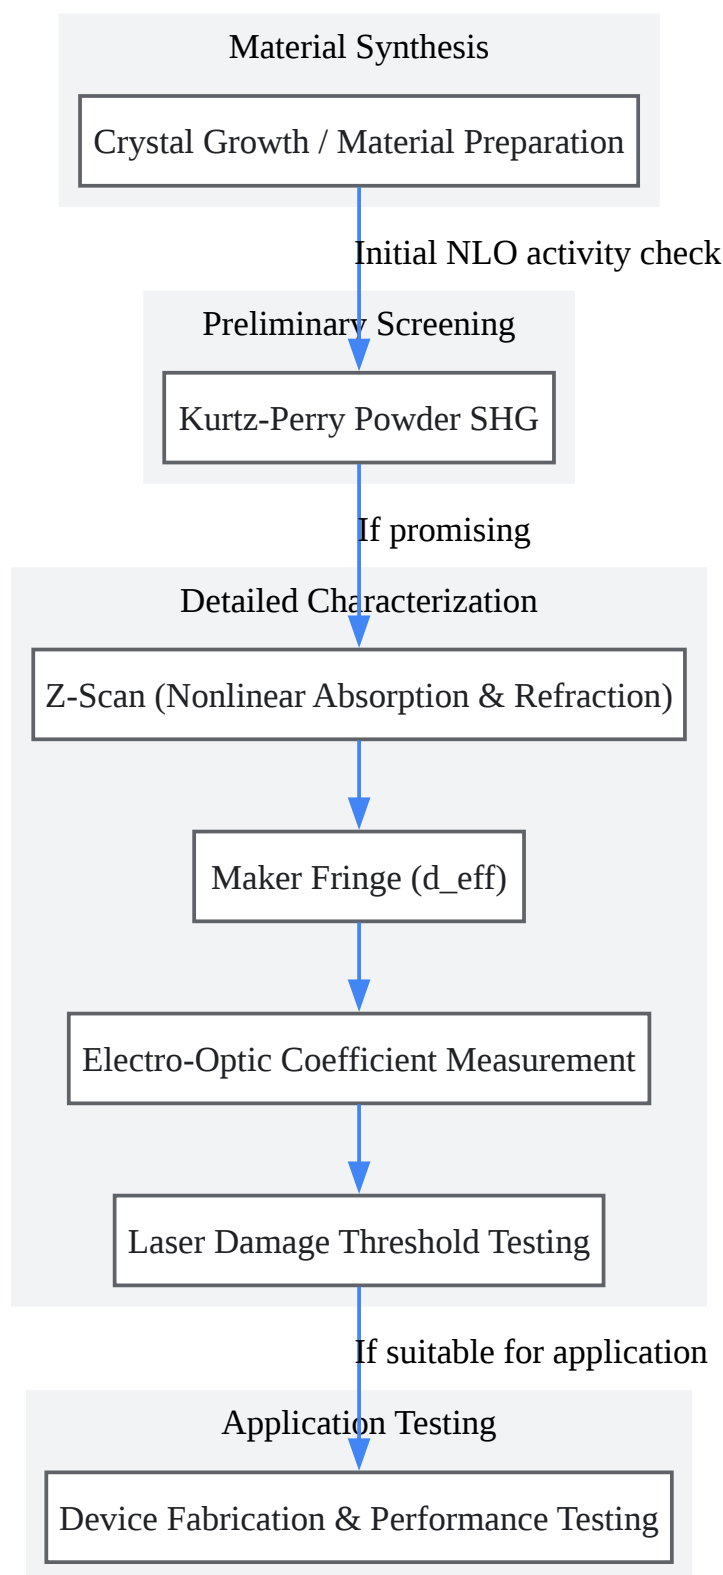 Material Synthesis
Crystal Growth / Material Preparation
Initial NLO activity check
Preliminary Screening
Kurtz-Perry Powder SHG
If promising
Detailed Characterization
Z-Scan (Nonlinear Absorption & Refraction)
Maker Fringe (d_eff)
Electro-Optic Coefficient Measurement
Laser Damage Threshold Testing
If suitable for application
Application Testing
Device Fabrication & Performance Testing